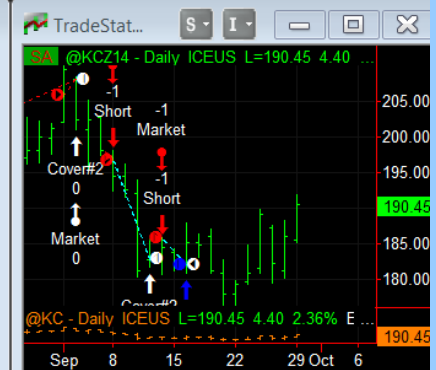 TradeStat...
S
I
SA @KCZ14 - Daily ICEUS L=190.45 4.40 ...
-1
Short
-1
Market
205.00
200.00
195.00
190.45
185.00
180.00
Cover#2
0
Market
0
-1
Short
Cover#2
@KC - Daily ICEUS L=190.45 4.40 2.36% E ...
190.45
Sep 8 15 22 29 Oct 6